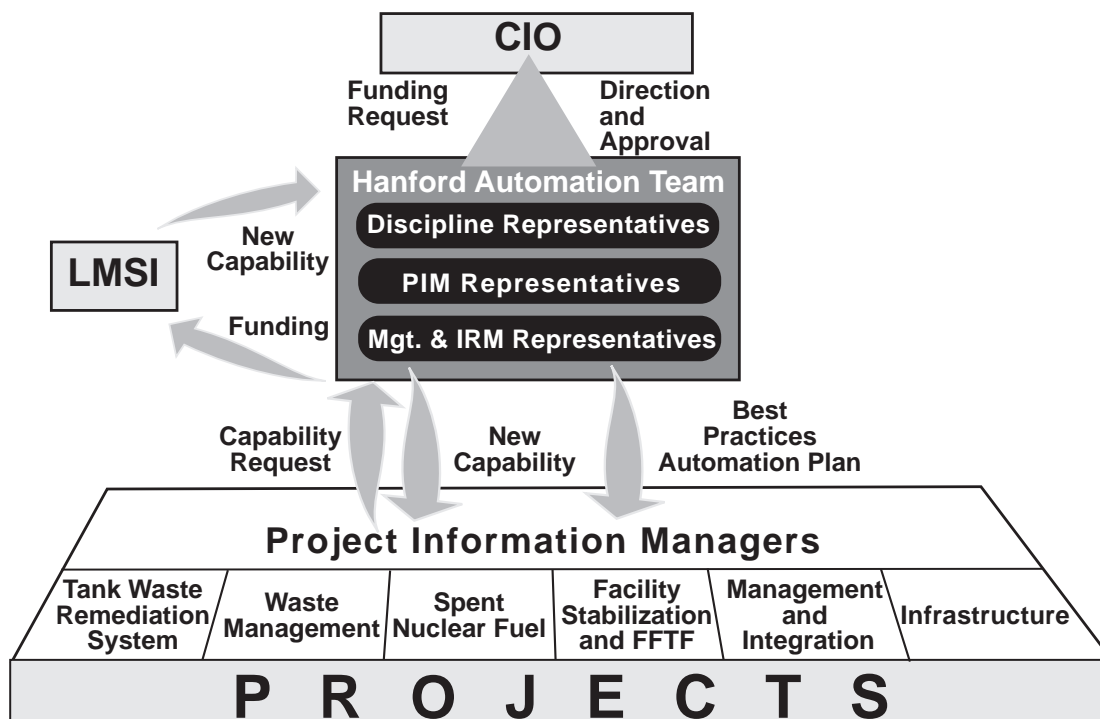 CIO
Funding
Request
Direction
and
Approval
Hanford Automation Team
Discipline Representatives
PIM Representatives
Mgt. & IRM Representatives
New
Capability
LMSI
Funding
Capability
Request
New
Capability
Best
Practices
Automation Plan
Project Information Managers
Tank Waste
Remediation
System
Waste
Management
Spent
Nuclear Fuel
Facility
Stabilization
and FFTF
Management
and
Integration
Infrastructure
PROJECTS